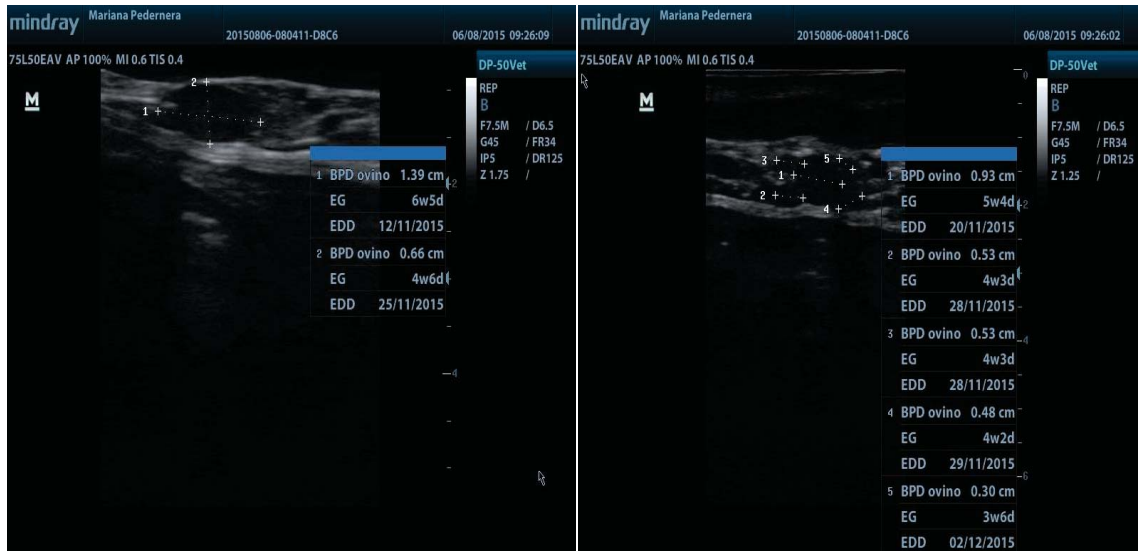 mindray Mariana Pedernera
20150806-080411-D8C6 06/08/2015 09:26:09
75L50EAV AP 100% MI 0.6 TIS 0.4
DP-50Vet
REP
B
F7.5M / D6.5
G45 / FR34
IP5 / DR125
Z 1.75 /
M
2
1
1 BPD ovino 1.39 cm
EG 6w5d
EDD 12/11/2015
2 BPD ovino 0.66 cm
EG 4w6d
EDD 25/11/2015
2
4
mindray Mariana Pedernera
20150806-080411-D8C6 06/08/2015 09:26:02
75L50EAV AP 100% MI 0.6 TIS 0.4
DP-50Vet
REP
B
F7.5M / D6.5
G45 / FR34
IP5 / DR125
Z 1.25 /
M
0
3 5
1
2
4
1 BPD ovino 0.93 cm
EG 5w4d
EDD 20/11/2015
2 BPD ovino 0.53 cm
EG 4w3d
EDD 28/11/2015
3 BPD ovino 0.53 cm
EG 4w3d
EDD 28/11/2015
4 BPD ovino 0.48 cm
EG 4w2d
EDD 29/11/2015
5 BPD ovino 0.30 cm
EG 3w6d
EDD 02/12/2015
2
4
6